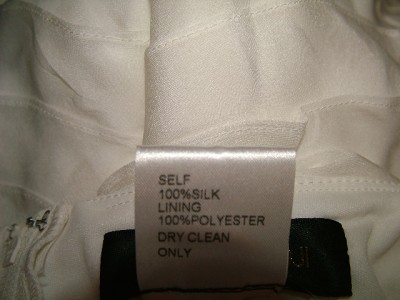 SELF
100%SILK
LINING
100%POLYESTER
DRY CLEAN
ONLY